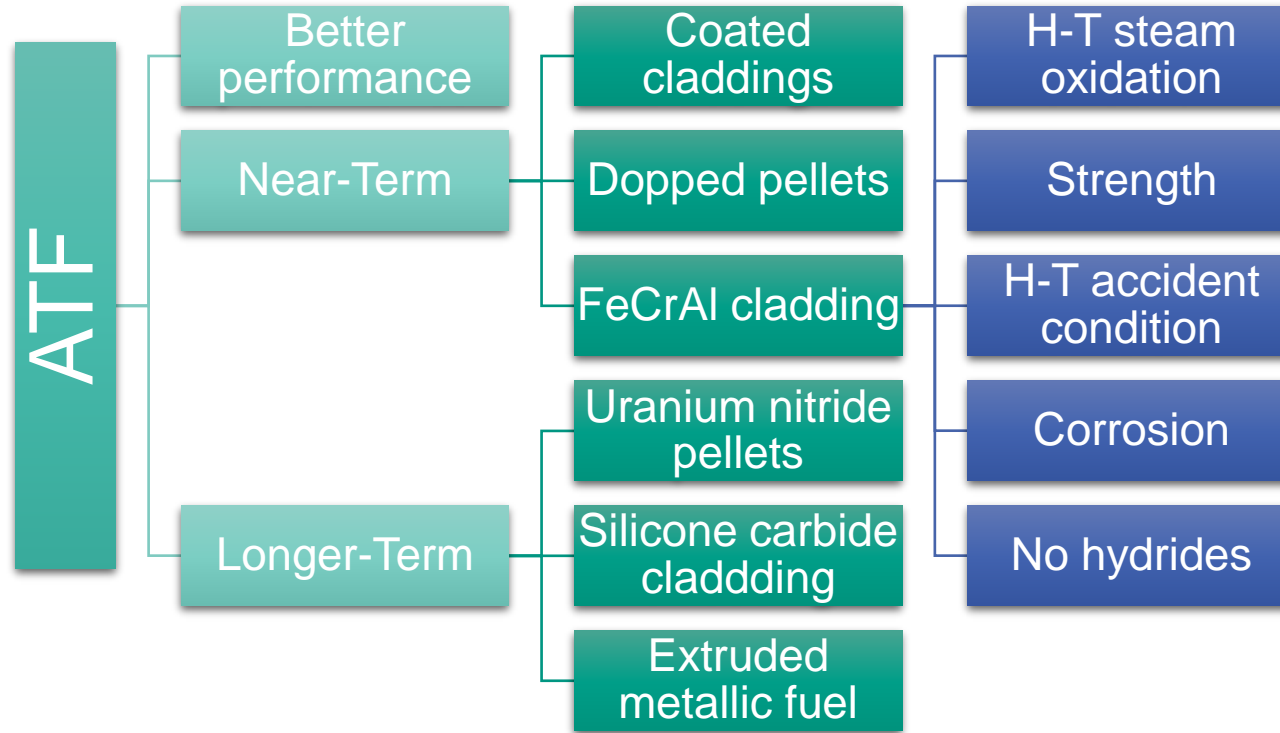 ATF
Better
performance
Near-Term
Longer-Term
Coated
claddings
Dopped pellets
FeCrAl cladding
Uranium nitride
pellets
Silicone carbide
claddding
Extruded
metallic fuel
H-T steam
oxidation
Strength
H-T accident
condition
Corrosion
No hydrides